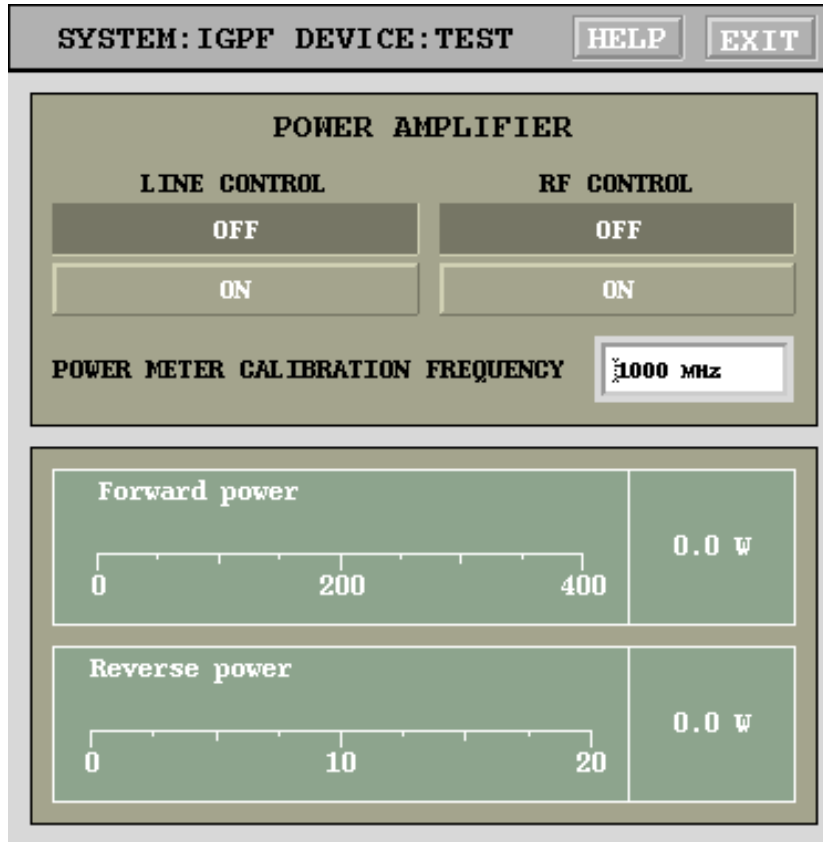 SYSTEM:IGPF DEVICE:TEST HELP EXIT
POWER AMPLIFIER
LINE CONTROL RF CONTROL
OFF OFF
ON ON
POWER METER CALIBRATION FREQUENCY 1000 MHz
Forward power
0.0 W
0 200 400
Reverse power
0.0 W
0 10 20